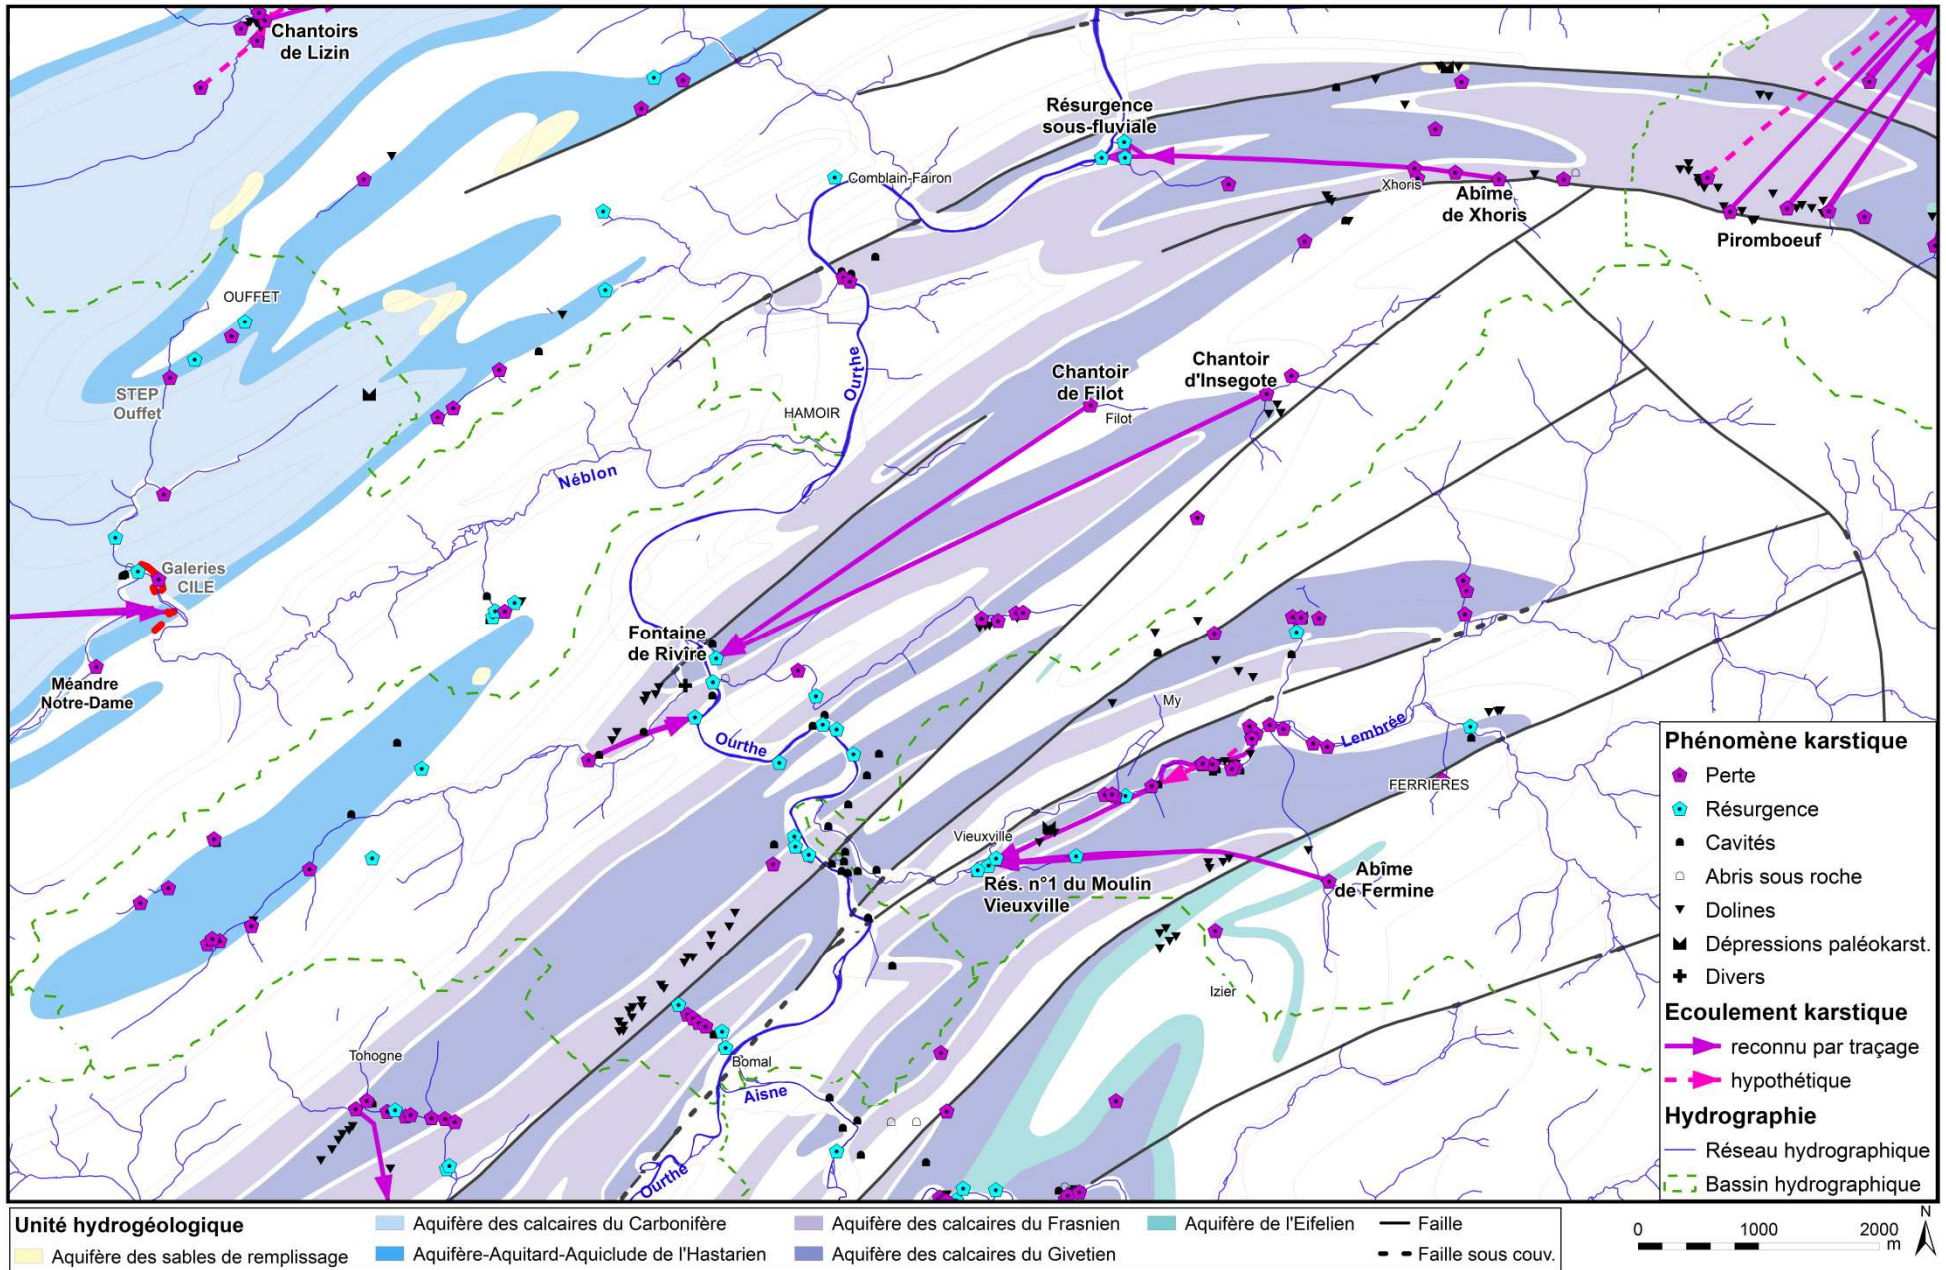 Chantoirs
de Lizin
Résurgence
sous-fluviale
Comblain-Fairon
Xhoris
Abîme
de Xhoris
Piromboeuf
OUFFET
STEP
Ouffet
Ourthe
HAMOIR
Chantoir
de Filot
Filot
Chantoir
d'Insegote
Néblon
Galeries
CILE
Méandre
Notre-Dame
Fontaine
de Rivîre
Ourthe
My
Lembrée
FERRIERES
Vieuxville
Rés. n°1 du Moulin
Vieuxville
Abîme
de Fermine
Izier
Tohogne
Bomal
Aisne
Ourthe
Phénomène karstique
Perte
Résurgence
Cavités
Abris sous roche
Dolines
Dépressions paléokarst.
Divers
Ecoulement karstique
reconnu par traçage
hypothétique
Hydrographie
Réseau hydrographique
Bassin hydrographique
Unité hydrogéologique
Aquifère des sables de remplissage
Aquifère des calcaires du Carbonifère
Aquifère-Aquitard-Aquiclude de l'Hastarien
Aquifère des calcaires du Frasnien
Aquifère des calcaires du Givetien
Aquifère de l'Eifelien
Faille
Faille sous couv.
0 1000 2000
m
N